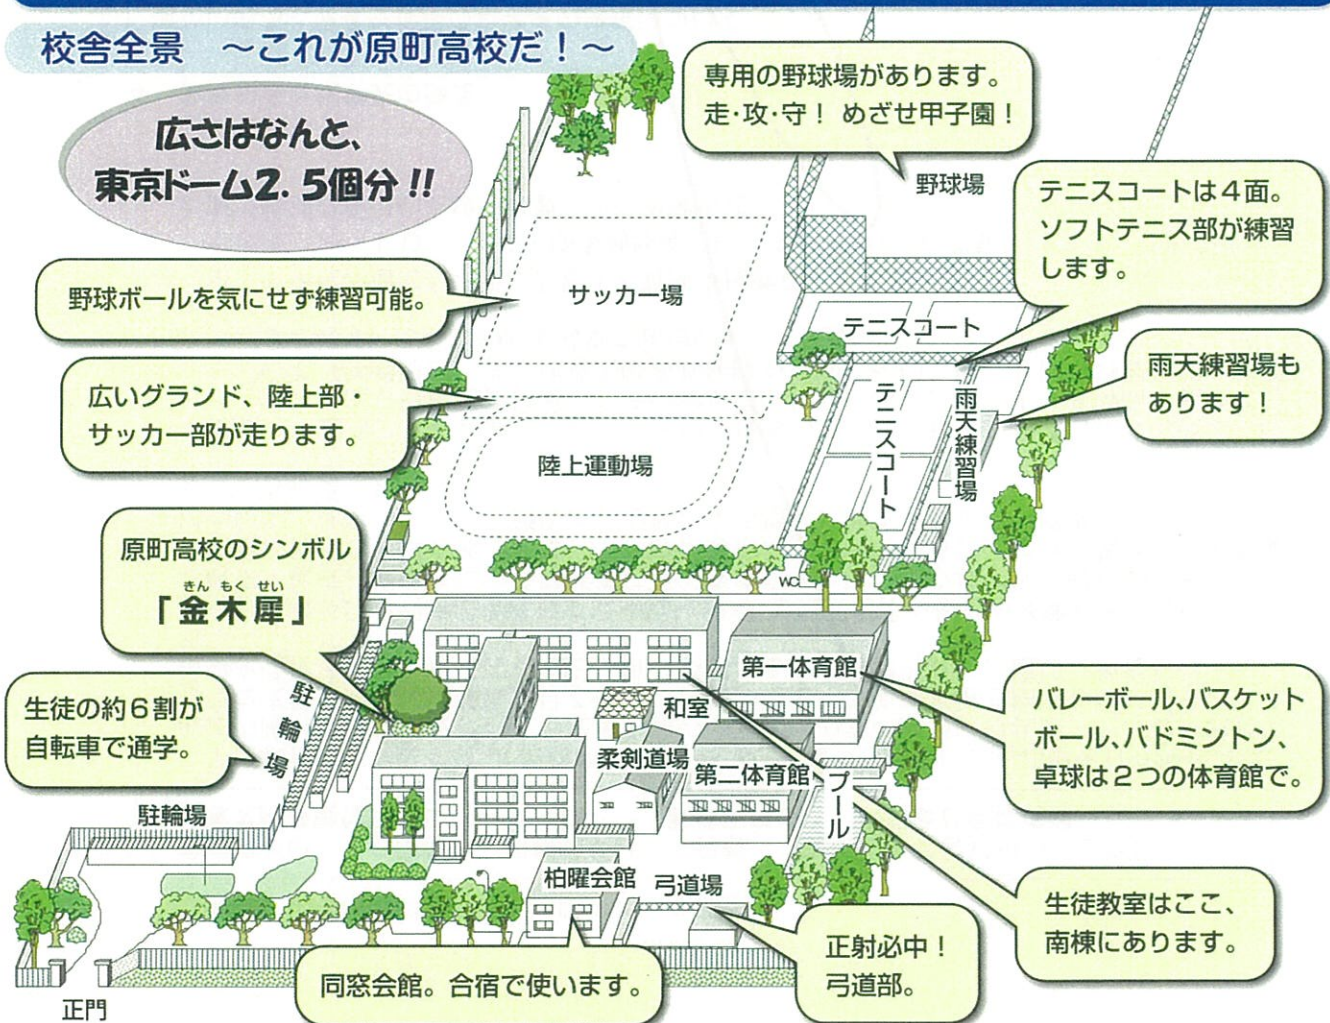 校舎全景　～これが原町高校だ！～
広さはなんと、
東京ドーム2.5個分!!
専用の野球場があります。
走・攻・守！ めざせ甲子園！
野球場
テニスコートは4面。
ソフトテニス部が練習
します。
野球ボールを気にせず練習可能。
サッカー場
テニスコート
雨天練習場も
あります！
広いグランド、陸上部・
サッカー部が走ります。
陸上運動場
テニスコート
雨天練習場
原町高校のシンボル
きん もく せい
「金木犀」
WC
第一体育館
生徒の約6割が
自転車で通学。
駐輪場
和室
柔剣道場
第二体育館
プール
バレーボール、バスケット
ボール、バドミントン、
卓球は2つの体育館で。
駐輪場
柏曜会館
弓道場
生徒教室はここ、
南棟にあります。
正射必中！
弓道部。
同窓会館。合宿で使います。
正門